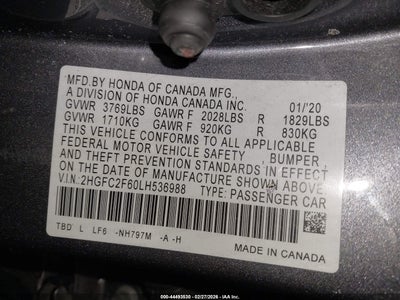 MFD.BY HONDA OF CANADA MFG.,
A DIVISION OF HONDA CANADA INC. 01/'20
GVWR 3769LBS GAWR F 2028LBS R 1829LBS
GVWR 1710KG GAWR F 920KG R 830KG
THIS VEHICLE CONFORMS TO ALL APPLICABLE
FEDERAL MOTOR VEHICLE SAFETY, BUMPER,
AND THEFT PREVENTION STANDARDS IN EFFECT
ON THE DATE OF MANUFACTURE SHOWN ABOVE.
V.I.N.:2HGFC2F60LH536988 TYPE: PASSENGER CAR
TBD L LF6 -NH797M -A -H
MADE IN CANADA
000-44493530 - 02/27/2026 - IAA Inc.